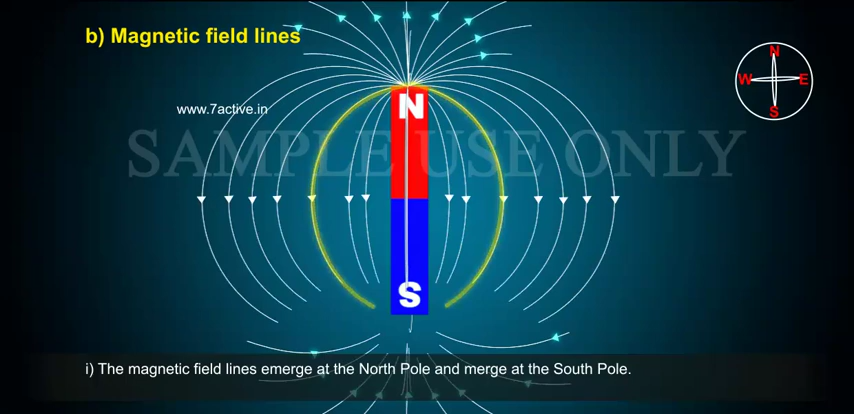 b) Magnetic field lines
N
W E
S
www.7active.in
N
SAMPLE USE ONLY
S
i) The magnetic field lines emerge at the North Pole and merge at the South Pole.